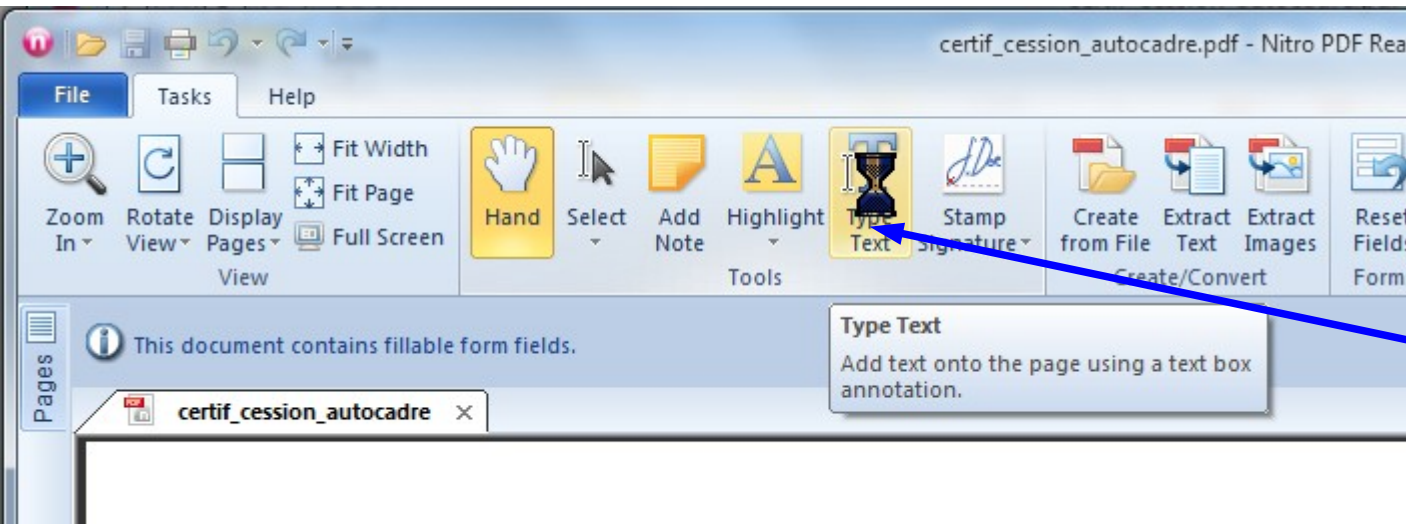 certif_cession_autocadre.pdf - Nitro PDF Rea
File Tasks Help
Zoom In
Rotate View
Display Pages
Fit Width
Fit Page
Full Screen
View
Hand
Select
Add Note
Highlight
Type Text
Stamp Signature
Tools
Create from File
Extract Text
Extract Images
Create/Convert
Reset Fields
Form
Pages
This document contains fillable form fields.
Type Text
Add text onto the page using a text box
annotation.
certif_cession_autocadre